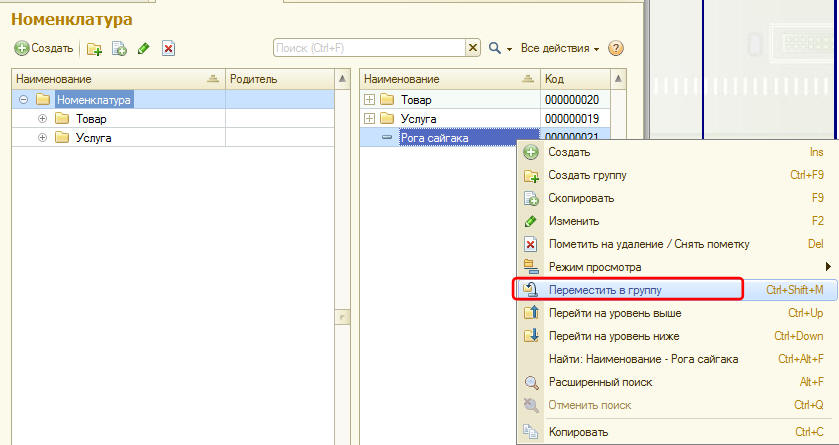 Номенклатура
Создать
Поиск (Ctrl+F)
Все действия
Наименование Родитель
Номенклатура
Товар
Услуга
Наименование Код
Товар 000000020
Услуга 000000019
Рога сайгака 000000021
Создать Ins
Создать группу Ctrl+F9
Скопировать F9
Изменить F2
Пометить на удаление / Снять пометку Del
Режим просмотра
Переместить в группу Ctrl+Shift+M
Перейти на уровень выше Ctrl+Up
Перейти на уровень ниже Ctrl+Down
Найти: Наименование - Рога сайгака Ctrl+Alt+F
Расширенный поиск Alt+F
Отменить поиск Ctrl+Q
Копировать Ctrl+C